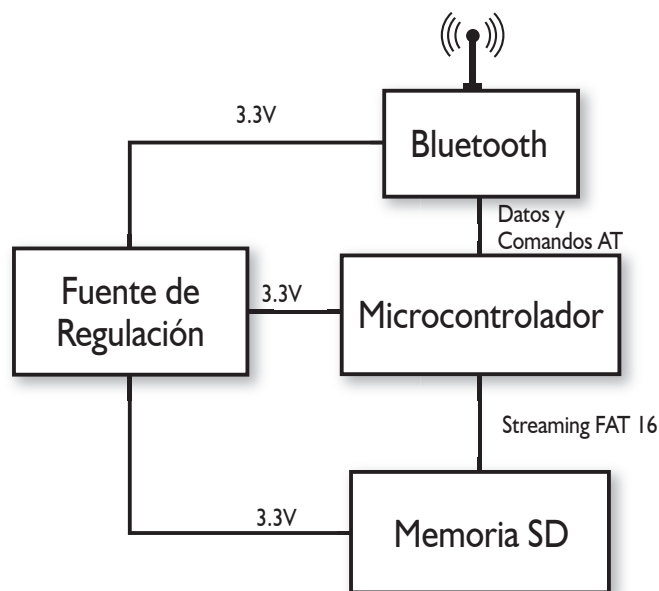 3.3V
Bluetooth
Datos y
Comandos AT
Fuente de
Regulación
3.3V
Microcontrolador
Streaming FAT 16
3.3V
Memoria SD